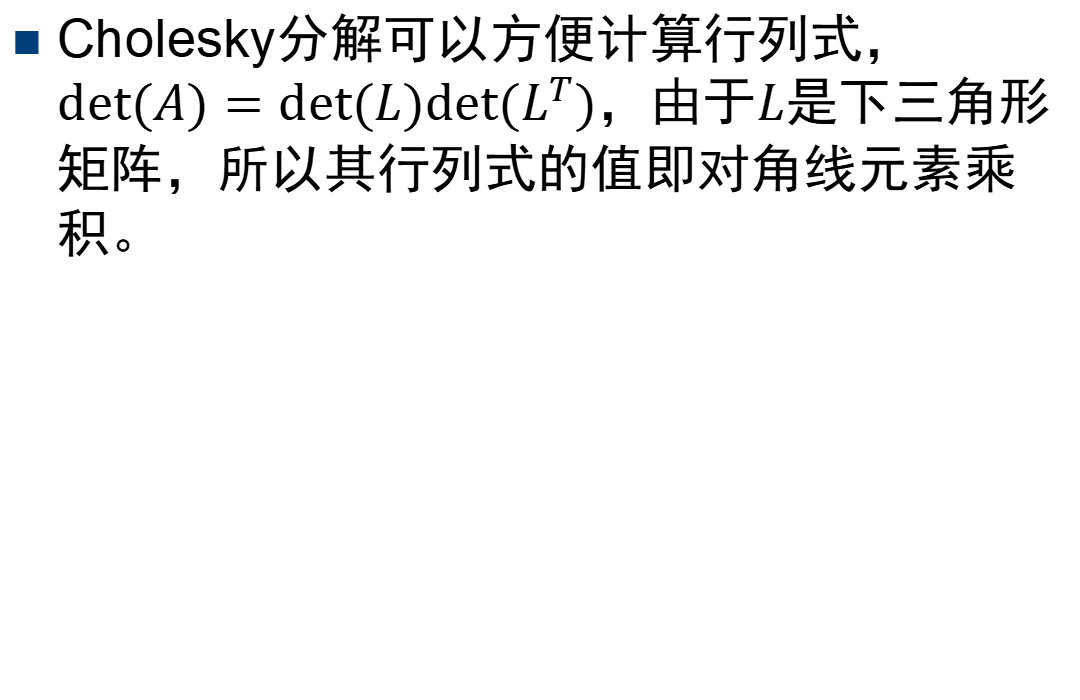 Cholesky分解可以方便计算行列式，
det(A) = det(L)det(Lᵀ)，由于L是下三角形
矩阵，所以其行列式的值即对角线元素乘
积。